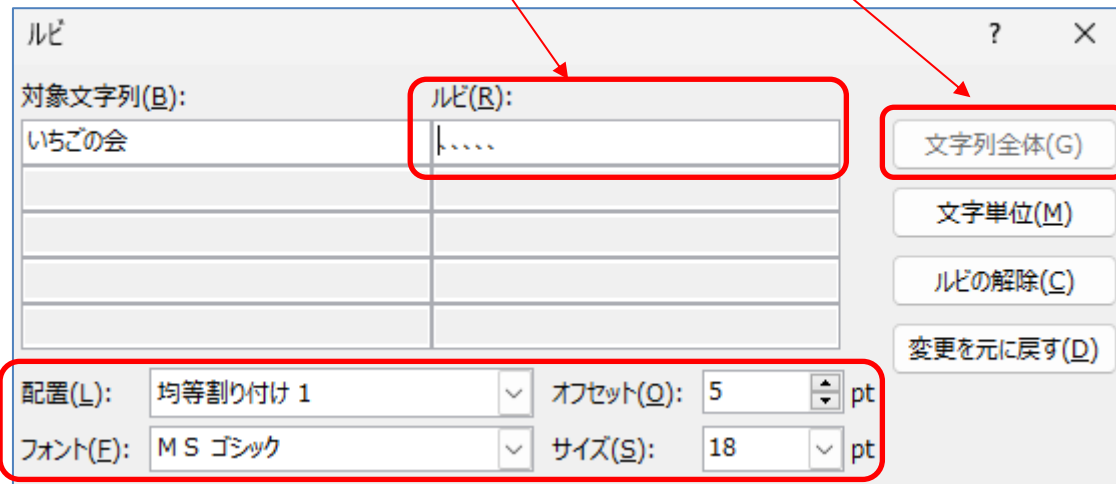 ルビ ? ×
対象文字列(B): ルビ(R):
いちごの会 、、、、、
文字列全体(G)
文字単位(M)
ルビの解除(C)
変更を元に戻す(D)
配置(L): 均等割り付け 1 オフセット(O): 5 pt
フォント(F): ＭＳ ゴシック サイズ(S): 18 pt